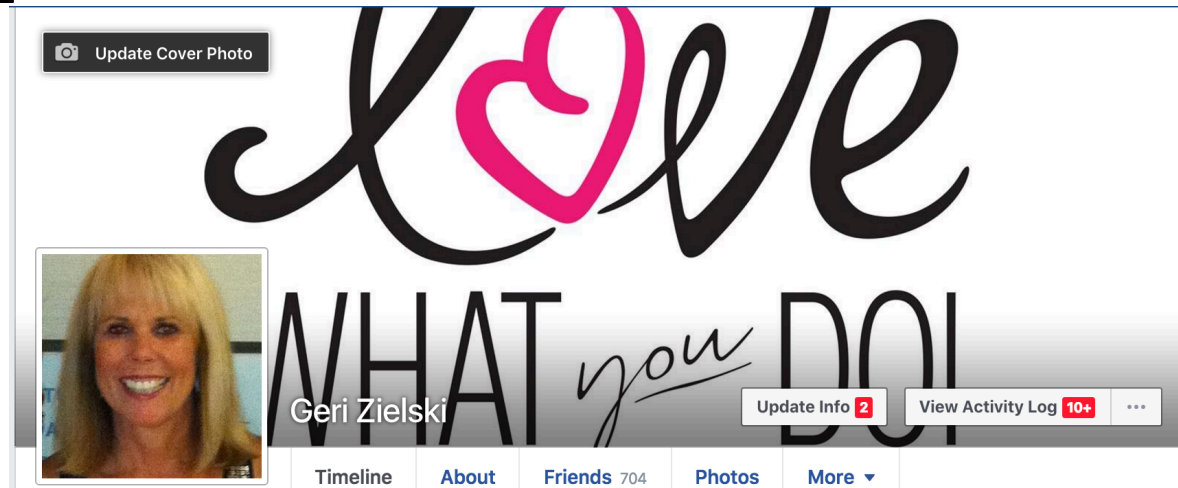 Update Cover Photo
love
WHAT you DO!
Geri Zielski
Update Info 2
View Activity Log 10+
Timeline
About
Friends 704
Photos
More